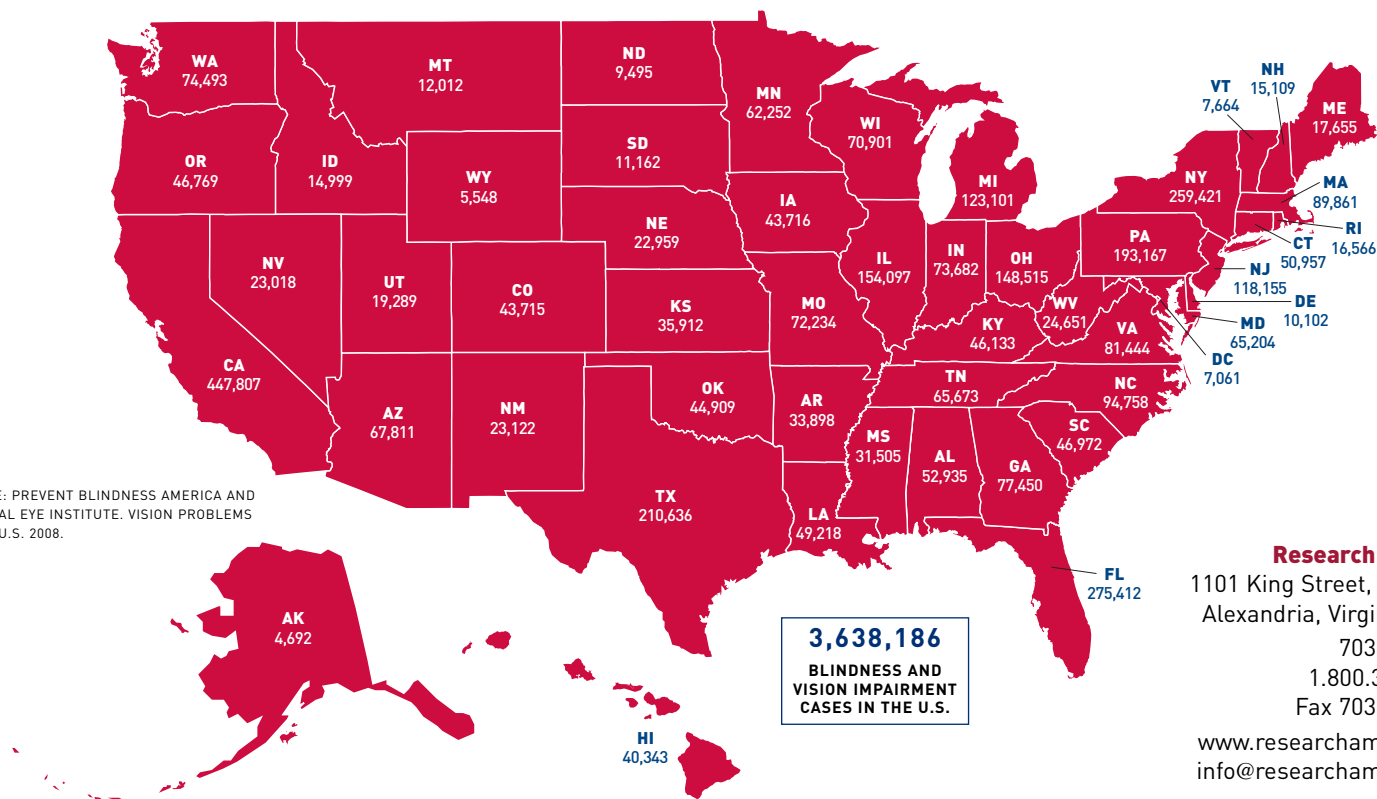 WA
74,493
MT
12,012
ND
9,495
MN
62,252
VT
7,664
NH
15,109
ME
17,655
OR
46,769
ID
14,999
WY
5,548
SD
11,162
WI
70,901
MI
123,101
NY
259,421
MA
89,861
RI
16,566
CT
50,957
NV
23,018
UT
19,289
CO
43,715
NE
22,959
IA
43,716
IL
154,097
IN
73,682
OH
148,515
PA
193,167
NJ
118,155
DE
10,102
MD
65,204
DC
7,061
CA
447,807
KS
35,912
MO
72,234
KY
46,133
WV
24,651
VA
81,444
AZ
67,811
NM
23,122
OK
44,909
AR
33,898
TN
65,673
NC
94,758
SC
46,972
MS
31,505
AL
52,935
GA
77,450
TX
210,636
LA
49,218
FL
275,412
: PREVENT BLINDNESS AMERICA AND
AL EYE INSTITUTE. VISION PROBLEMS
U.S. 2008.
AK
4,692
HI
40,343
3,638,186
BLINDNESS AND
VISION IMPAIRMENT
CASES IN THE U.S.
Research
1101 King Street,
Alexandria, Virgi
703
1.800.3
Fax 703
www.researcham
info@researcham